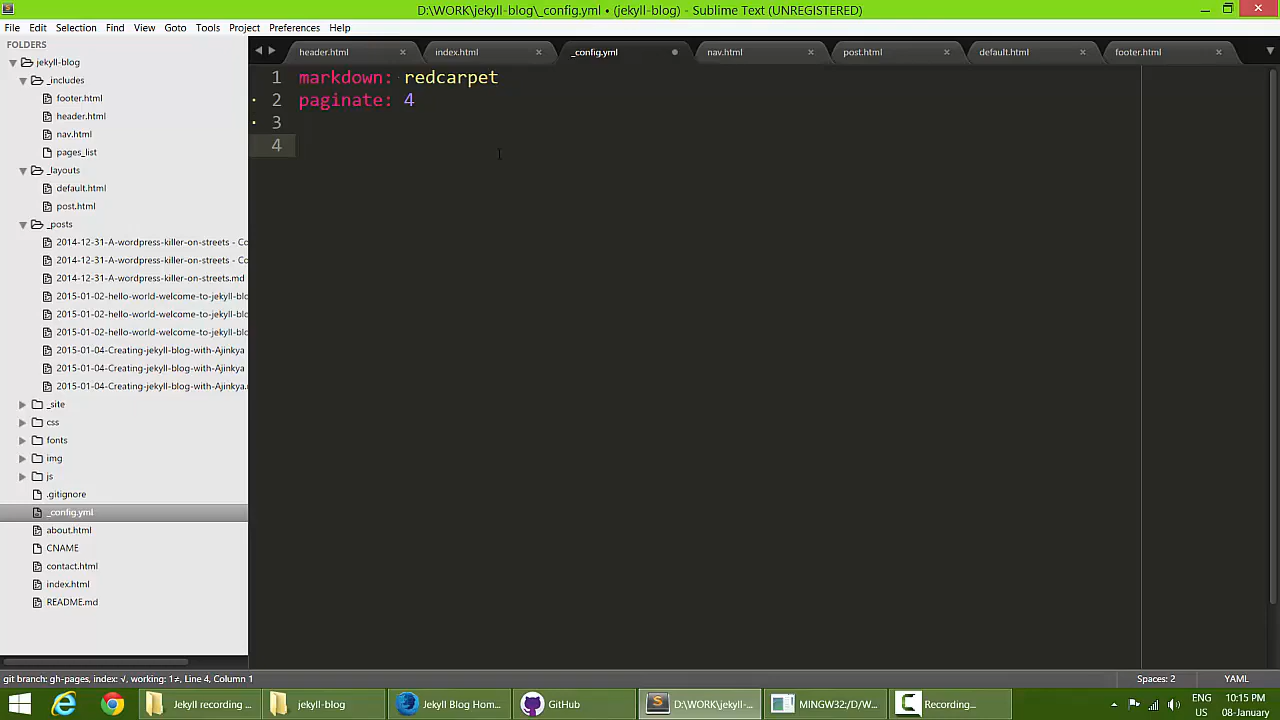 D:\WORK\jekyll-blog\_config.yml • (jekyll-blog) - Sublime Text (UNREGISTERED)
File Edit Selection Find View Goto Tools Project Preferences Help
FOLDERS
jekyll-blog
_includes
footer.html
header.html
nav.html
pages_list
_layouts
default.html
post.html
_posts
2014-12-31-A-wordpress-killer-on-streets - Co
2014-12-31-A-wordpress-killer-on-streets - Co
2014-12-31-A-wordpress-killer-on-streets.md
2015-01-02-hello-world-welcome-to-jekyll-blo
2015-01-02-hello-world-welcome-to-jekyll-blo
2015-01-02-hello-world-welcome-to-jekyll-blo
2015-01-04-Creating-jekyll-blog-with-Ajinkya
2015-01-04-Creating-jekyll-blog-with-Ajinkya
2015-01-04-Creating-jekyll-blog-with-Ajinkya.
_site
css
fonts
img
js
.gitignore
_config.yml
about.html
CNAME
contact.html
index.html
README.md
header.html index.html _config.yml nav.html post.html default.html footer.html
1 markdown: redcarpet
2 paginate: 4
3
4
git branch: gh-pages, index: √, working: 1≠, Line 4, Column 1 Spaces: 2 YAML
Jekyll recording ... jekyll-blog Jekyll Blog Hom... GitHub D:\WORK\jekyll-... MINGW32:/D/W... Recording...
ENG 10:15 PM
US 08-January